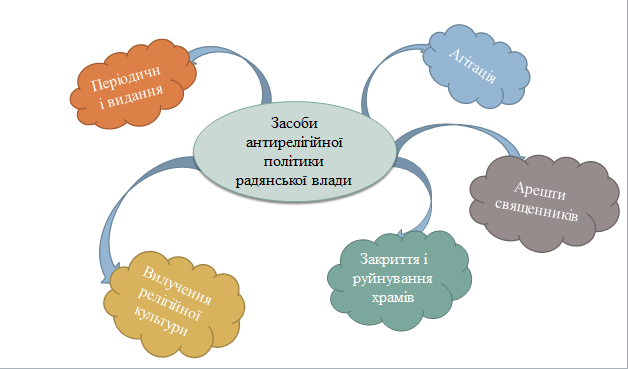 Засоби
антирелігійної
політики
радянської влади
Періодичн
і видання
Агітація
Арешти
священників
Закриття і
руйнування
храмів
Вилучення
релігійної
культури